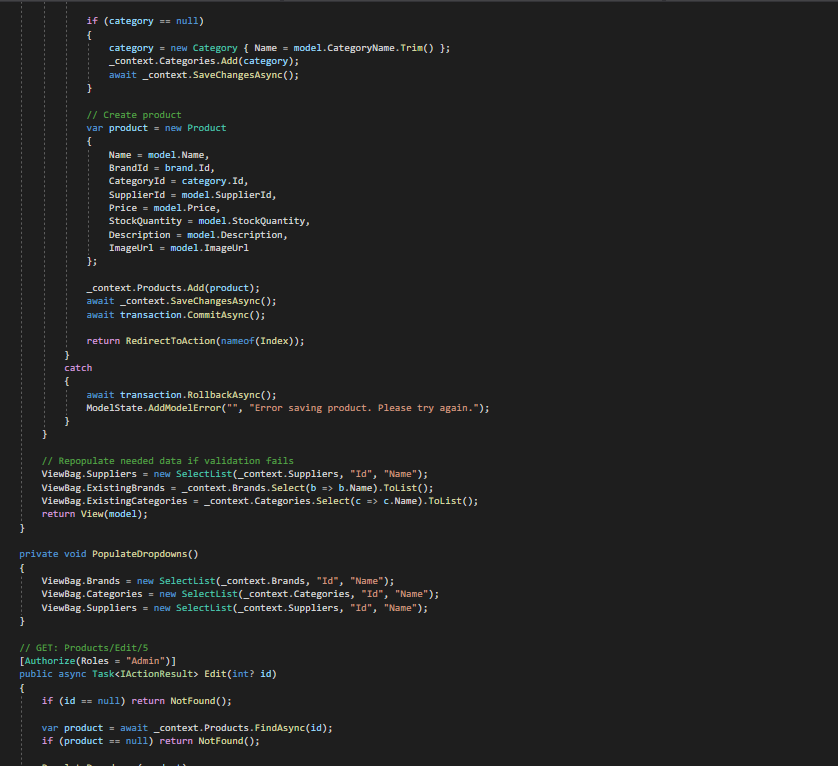 if (category == null)
{
category = new Category { Name = model.CategoryName.Trim() };
_context.Categories.Add(category);
await _context.SaveChangesAsync();
}
// Create product
var product = new Product
{
Name = model.Name,
BrandId = brand.Id,
CategoryId = category.Id,
SupplierId = model.SupplierId,
Price = model.Price,
StockQuantity = model.StockQuantity,
Description = model.Description,
ImageUrl = model.ImageUrl
};
_context.Products.Add(product);
await _context.SaveChangesAsync();
await transaction.CommitAsync();
return RedirectToAction(nameof(Index));
}
catch
{
await transaction.RollbackAsync();
ModelState.AddModelError("", "Error saving product. Please try again.");
}
}
// Repopulate needed data if validation fails
ViewBag.Suppliers = new SelectList(_context.Suppliers, "Id", "Name");
ViewBag.ExistingBrands = _context.Brands.Select(b => b.Name).ToList();
ViewBag.ExistingCategories = _context.Categories.Select(c => c.Name).ToList();
return View(model);
}
private void PopulateDropdowns()
{
ViewBag.Brands = new SelectList(_context.Brands, "Id", "Name");
ViewBag.Categories = new SelectList(_context.Categories, "Id", "Name");
ViewBag.Suppliers = new SelectList(_context.Suppliers, "Id", "Name");
}
// GET: Products/Edit/5
[Authorize(Roles = "Admin")]
public async Task<IActionResult> Edit(int? id)
{
if (id == null) return NotFound();
var product = await _context.Products.FindAsync(id);
if (product == null) return NotFound();